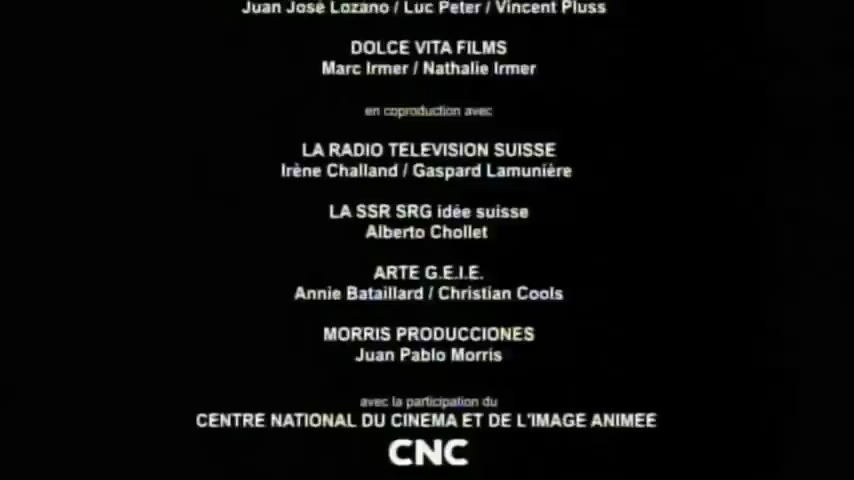 Juan José Lozano / Luc Peter / Vincent Pluss
DOLCE VITA FILMS
Marc Irmer / Nathalie Irmer
en coproduction avec
LA RADIO TELEVISION SUISSE
Irène Challand / Gaspard Lamunière
LA SSR SRG idée suisse
Alberto Chollet
ARTE G.E.I.E.
Annie Bataillard / Christian Cools
MORRIS PRODUCCIONES
Juan Pablo Morris
avec la participation du
CENTRE NATIONAL DU CINEMA ET DE L'IMAGE ANIMEE
CNC